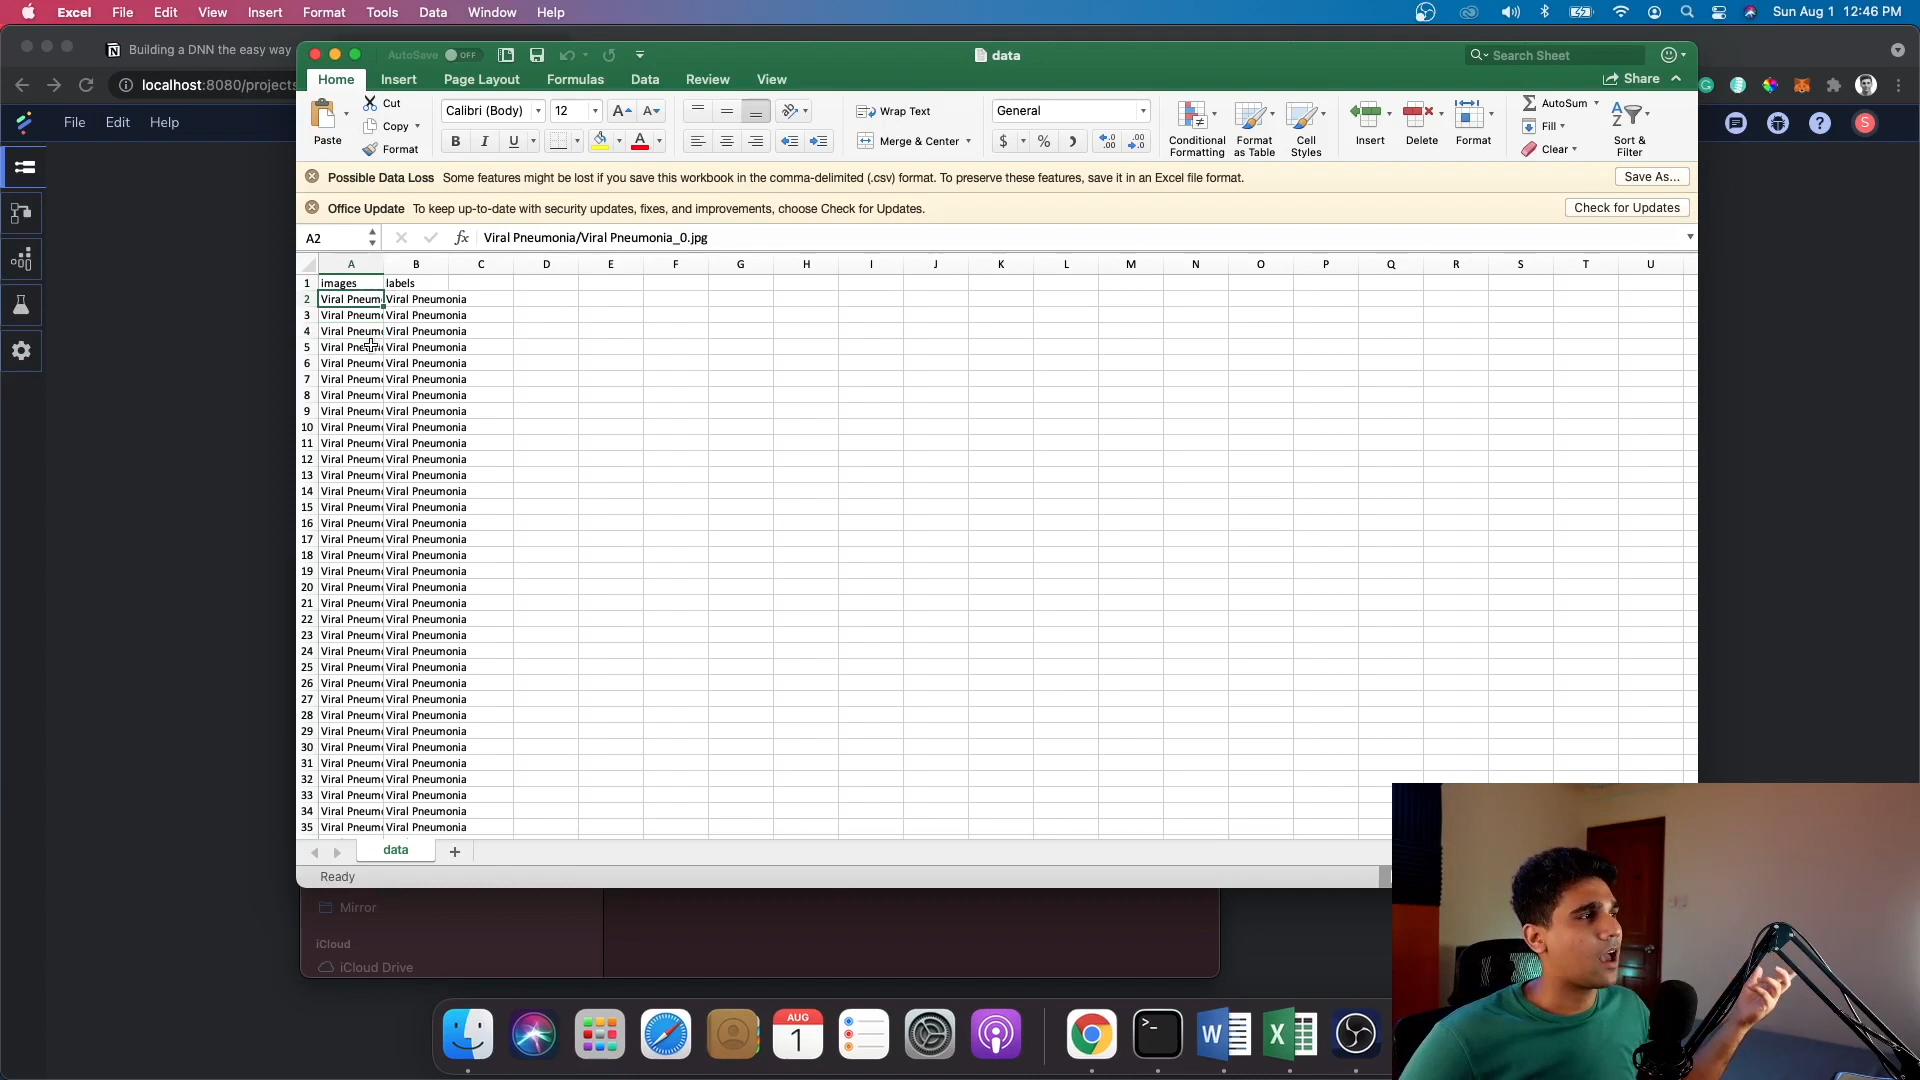 Excel File Edit View Insert Format Tools Data Window Help Sun Aug 1 12:46 PM
Building a DNN the easy way
localhost:8080/projects
File Edit Help
S
AutoSave OFF data Search Sheet
Home Insert Page Layout Formulas Data Review View Share
Paste Cut Copy Format
Calibri (Body) 12
B I U
Wrap Text
Merge & Center
General
$ %
Conditional Formatting
Format as Table
Cell Styles
Insert Delete Format
AutoSum
Fill
Clear
Sort & Filter
Possible Data Loss Some features might be lost if you save this workbook in the comma-delimited (.csv) format. To preserve these features, save it in an Excel file format. Save As...
Office Update To keep up-to-date with security updates, fixes, and improvements, choose Check for Updates. Check for Updates
A2 fx Viral Pneumonia/Viral Pneumonia_0.jpg
A B C D E F G H I J K L M N O P Q R S T U
1 images labels
2 Viral Pneum Viral Pneumonia
3 Viral Pneum Viral Pneumonia
4 Viral Pneum Viral Pneumonia
5 Viral Pneum Viral Pneumonia
6 Viral Pneum Viral Pneumonia
7 Viral Pneum Viral Pneumonia
8 Viral Pneum Viral Pneumonia
9 Viral Pneum Viral Pneumonia
10 Viral Pneum Viral Pneumonia
11 Viral Pneum Viral Pneumonia
12 Viral Pneum Viral Pneumonia
13 Viral Pneum Viral Pneumonia
14 Viral Pneum Viral Pneumonia
15 Viral Pneum Viral Pneumonia
16 Viral Pneum Viral Pneumonia
17 Viral Pneum Viral Pneumonia
18 Viral Pneum Viral Pneumonia
19 Viral Pneum Viral Pneumonia
20 Viral Pneum Viral Pneumonia
21 Viral Pneum Viral Pneumonia
22 Viral Pneum Viral Pneumonia
23 Viral Pneum Viral Pneumonia
24 Viral Pneum Viral Pneumonia
25 Viral Pneum Viral Pneumonia
26 Viral Pneum Viral Pneumonia
27 Viral Pneum Viral Pneumonia
28 Viral Pneum Viral Pneumonia
29 Viral Pneum Viral Pneumonia
30 Viral Pneum Viral Pneumonia
31 Viral Pneum Viral Pneumonia
32 Viral Pneum Viral Pneumonia
33 Viral Pneum Viral Pneumonia
34 Viral Pneum Viral Pneumonia
35 Viral Pneum Viral Pneumonia
data
Ready
Mirror
iCloud
iCloud Drive
AUG
1